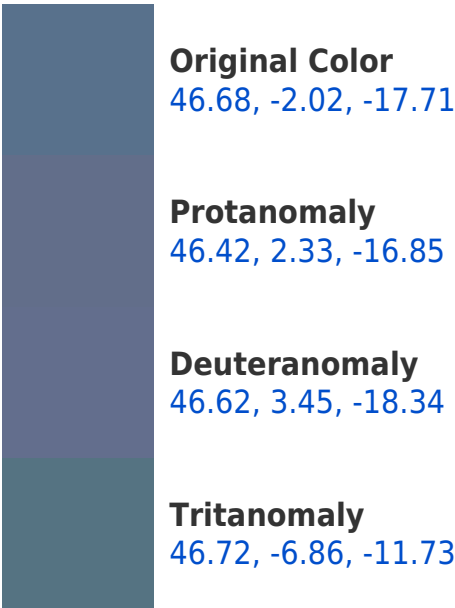 Original Color
46.68, -2.02, -17.71
Protanomaly
46.42, 2.33, -16.85
Deuteranomaly
46.62, 3.45, -18.34
Tritanomaly
46.72, -6.86, -11.73